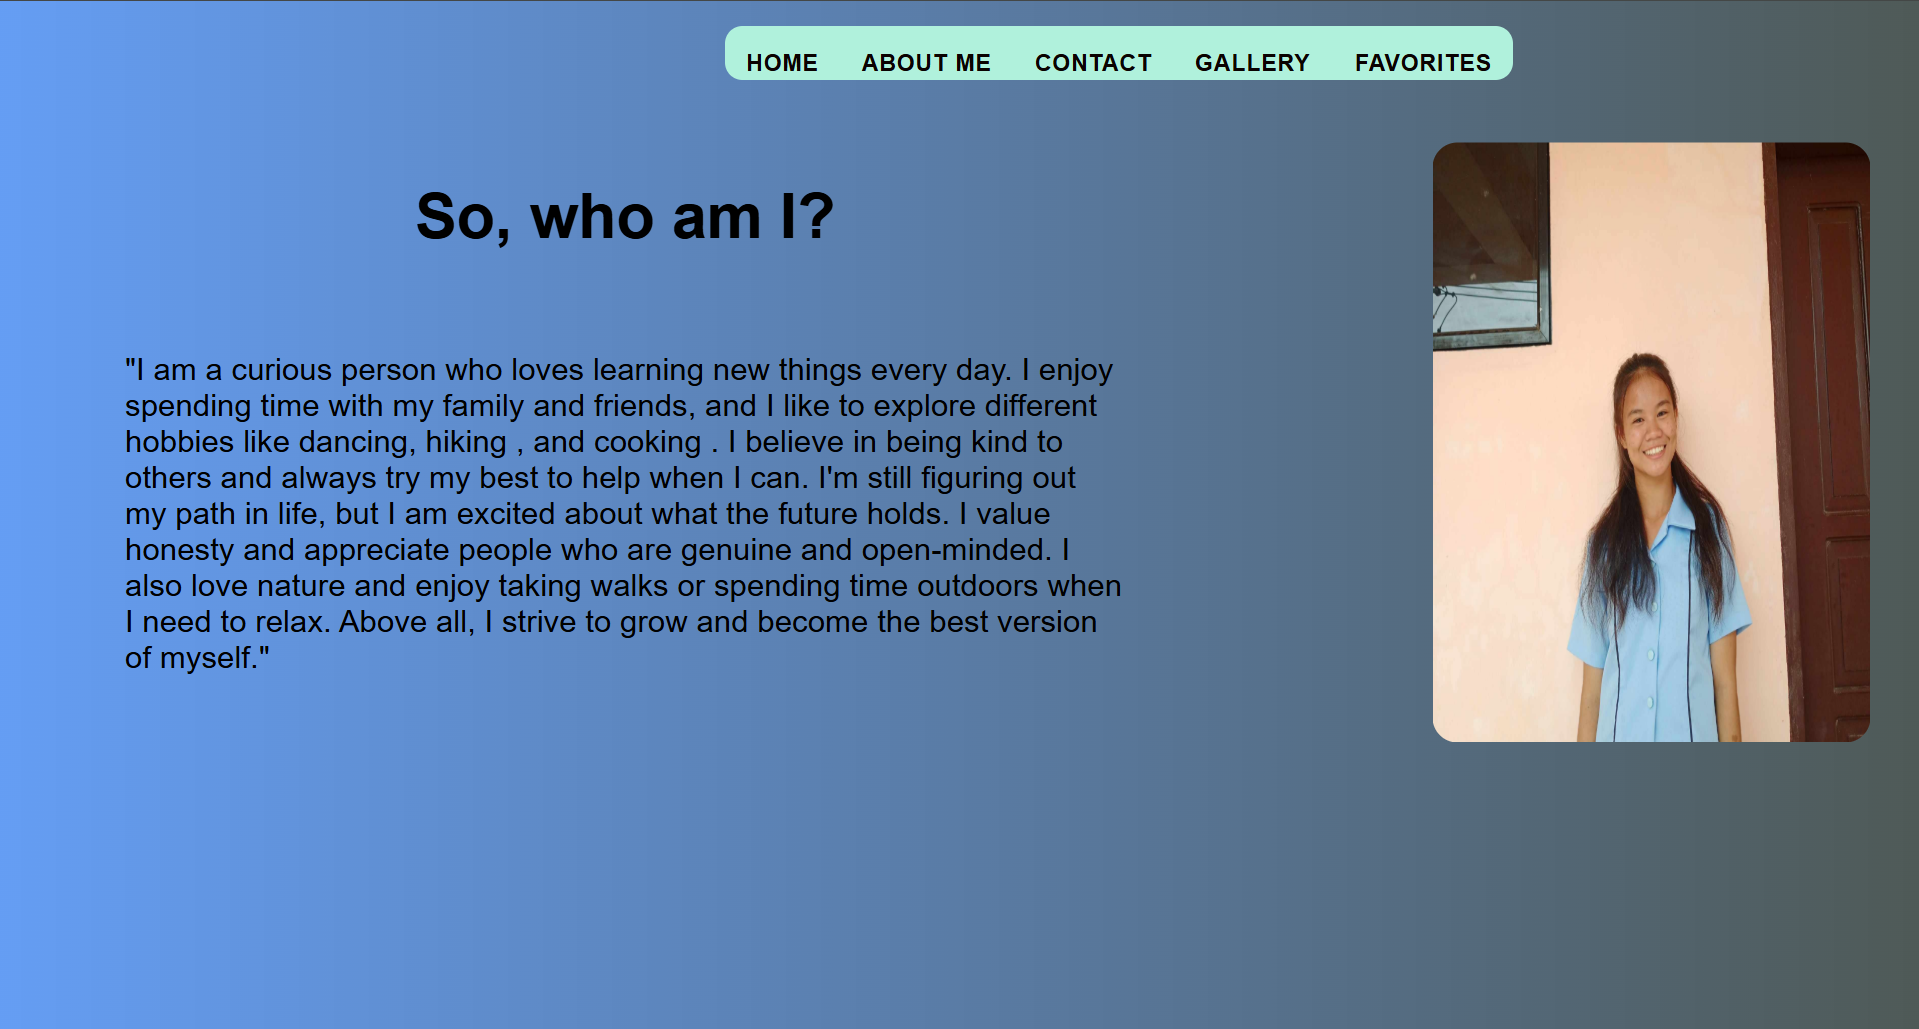 HOME ABOUT ME CONTACT GALLERY FAVORITES
So, who am I?
"I am a curious person who loves learning new things every day. I enjoy
spending time with my family and friends, and I like to explore different
hobbies like dancing, hiking , and cooking . I believe in being kind to
others and always try my best to help when I can. I'm still figuring out
my path in life, but I am excited about what the future holds. I value
honesty and appreciate people who are genuine and open-minded. I
also love nature and enjoy taking walks or spending time outdoors when
I need to relax. Above all, I strive to grow and become the best version
of myself."